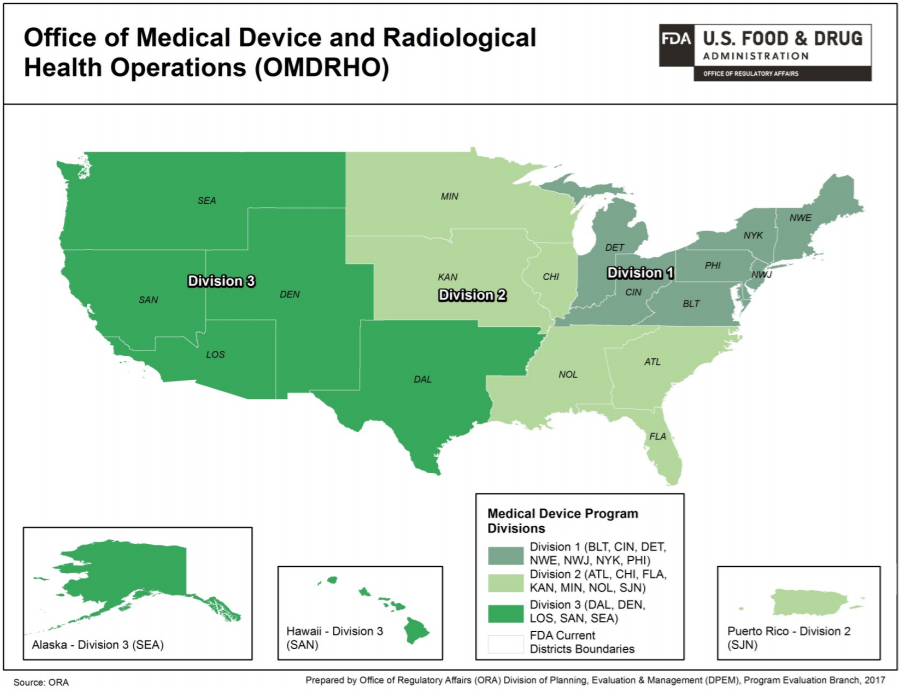 Office of Medical Device and Radiological
Health Operations (OMDRHO)
FDA
U.S. FOOD & DRUG
ADMINISTRATION
OFFICE OF REGULATORY AFFAIRS
SEA
MIN
NWE
NYK
DET
PHI
NWJ
Division 1
KAN
CHI
Division 3
DEN
Division 2
CIN
SAN
BLT
LOS
ATL
NOL
DAL
FLA
Medical Device Program
Divisions
Division 1 (BLT, CIN, DET,
NWE, NWJ, NYK, PHI)
Division 2 (ATL, CHI, FLA,
KAN, MIN, NOL, SJN)
Division 3 (DAL, DEN,
LOS, SAN, SEA)
FDA Current
Districts Boundaries
Alaska - Division 3 (SEA)
Hawaii - Division 3
(SAN)
Puerto Rico - Division 2
(SJN)
Source: ORA
Prepared by Office of Regulatory Affairs (ORA) Division of Planning, Evaluation & Management (DPEM), Program Evaluation Branch, 2017